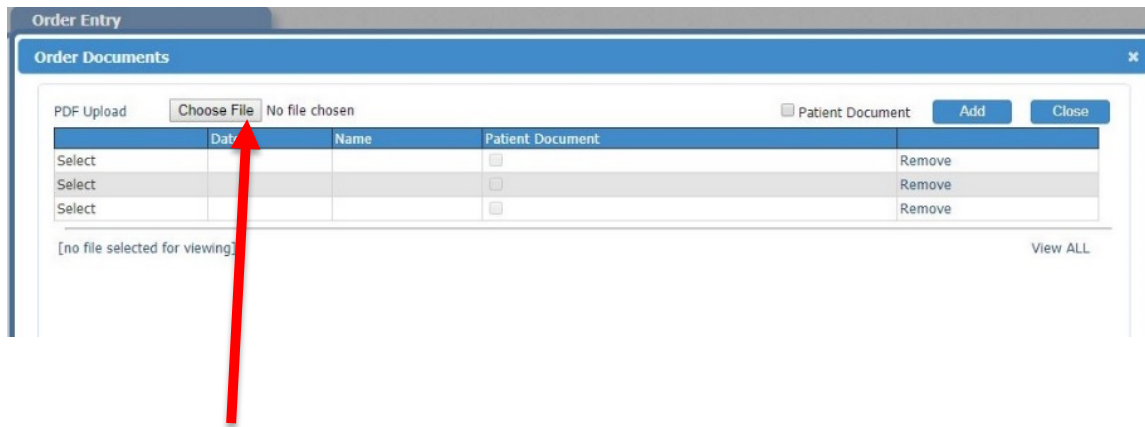 Order Entry
Order Documents
PDF Upload Choose File No file chosen Patient Document Add Close
Date Name Patient Document
Select Remove
Select Remove
Select Remove
[no file selected for viewing] View ALL